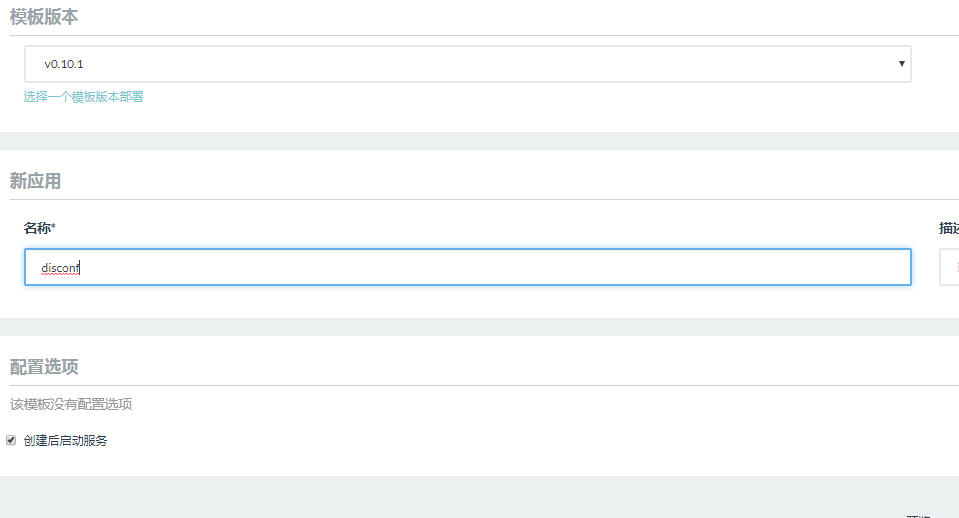 模板版本
v0.10.1
选择一个模板版本部署
新应用
名称*
描述
disconf
配置选项
该模板没有配置选项
创建后启动服务